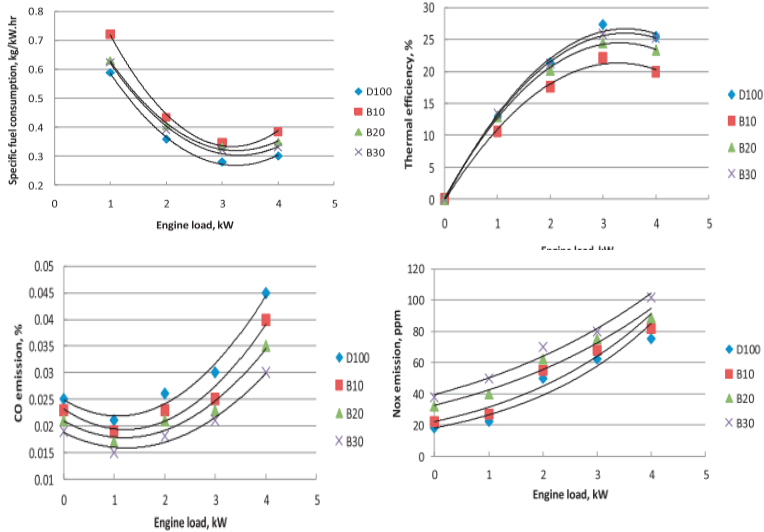 Specific fuel consumption, kg/kW.hr
0.8
0.7
0.6
0.5
0.4
0.3
0.2
0
1
2
3
4
5
Engine load, kW
D100
B10
B20
B30
Thermal efficiency, %
30
25
20
15
10
5
0
0
1
2
3
4
5
Engine load, kW
D100
B10
B20
B30
CO emission, %
0.05
0.045
0.04
0.035
0.03
0.025
0.02
0.015
0.01
0
1
2
3
4
5
Engine load, kW
D100
B10
B20
B30
Nox emission, ppm
120
100
80
60
40
20
0
0
1
2
3
4
5
Engine load, kW
D100
B10
B20
B30